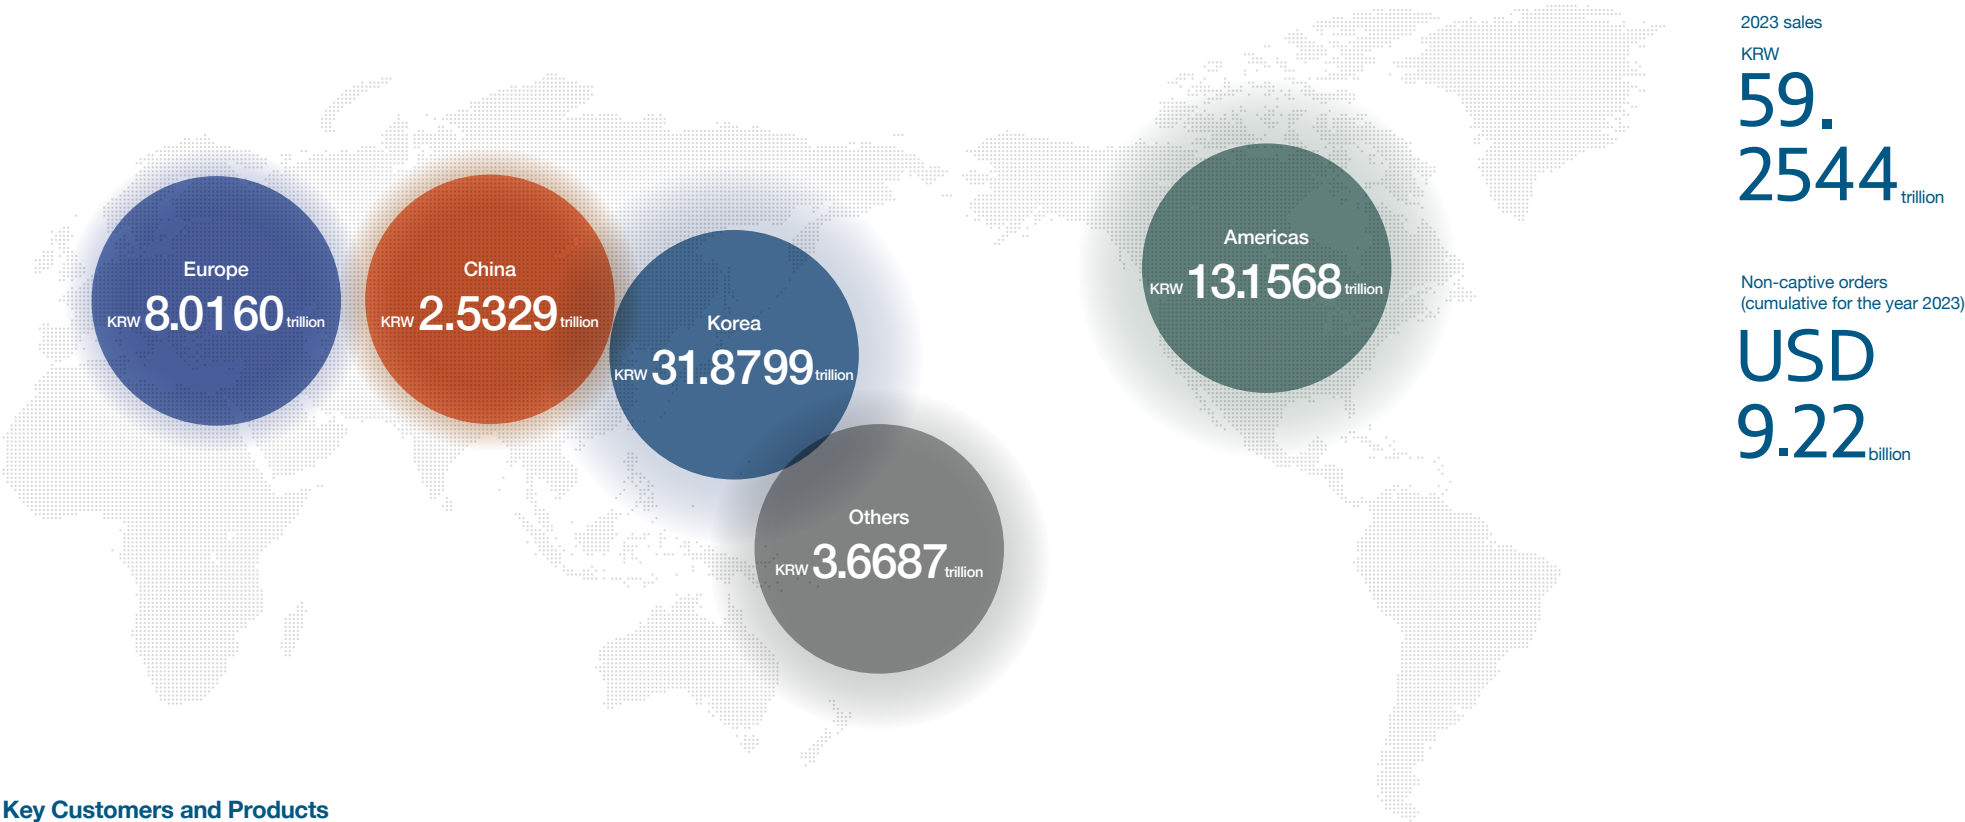 2023 sales
KRW
59.
2544 trillion
Non-captive orders
(cumulative for the year 2023)
USD
9.22 billion
Europe
KRW 8.0160 trillion
China
KRW 2.5329 trillion
Korea
KRW 31.8799 trillion
Americas
KRW 13.1568 trillion
Others
KRW 3.6687 trillion
Key Customers and Products